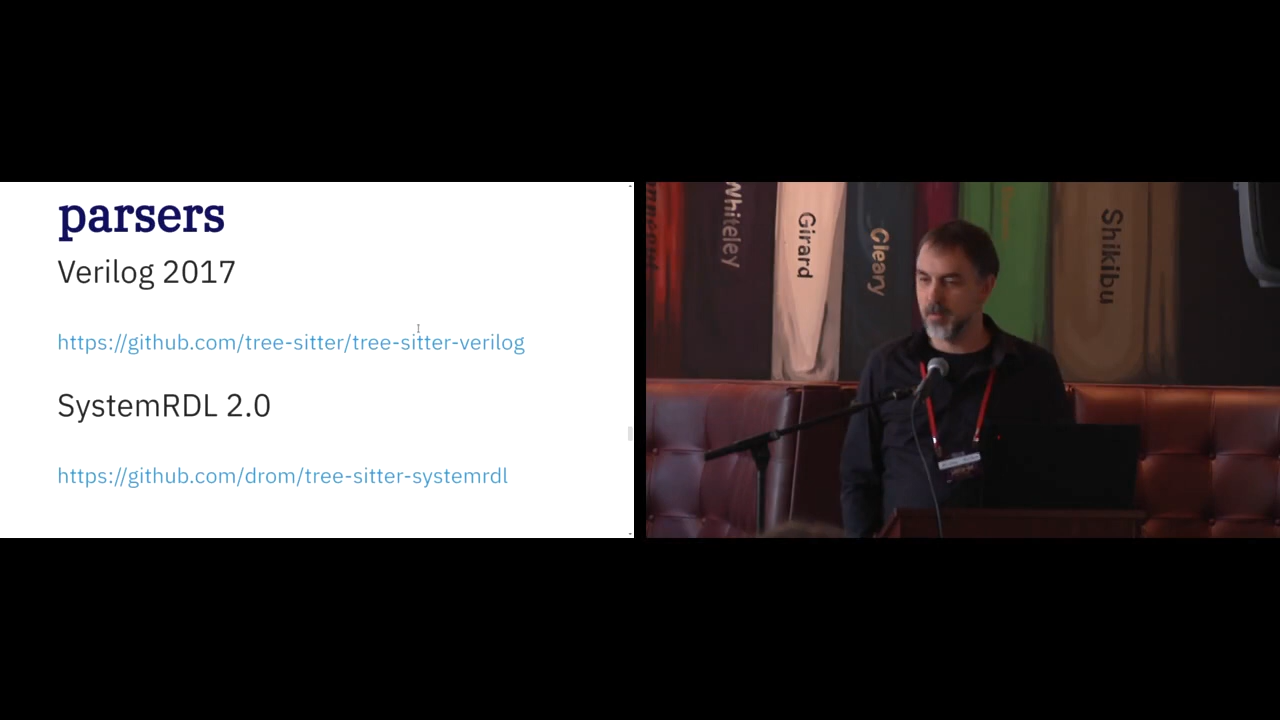 parsers
Verilog 2017
https://github.com/tree-sitter/tree-sitter-verilog
SystemRDL 2.0
https://github.com/drom/tree-sitter-systemrdl
Whiteley
Girard
Cleary
Shikibu